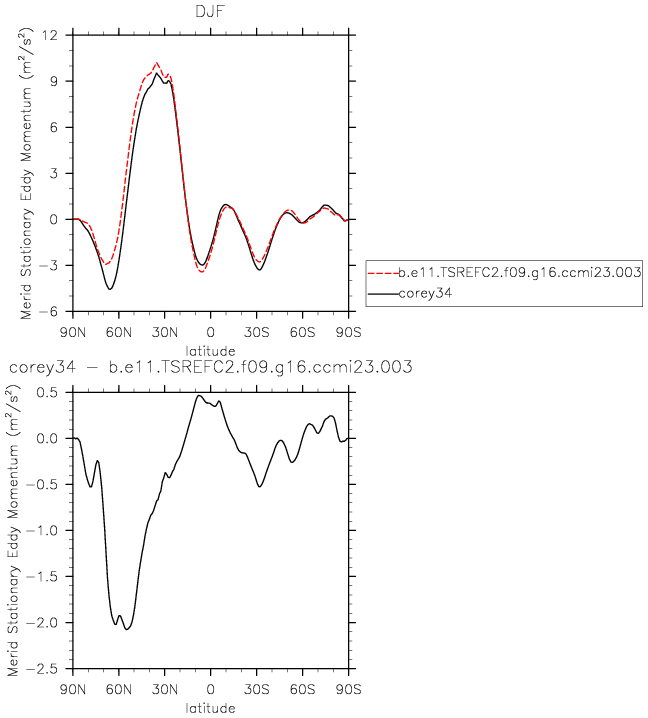 DJF
Merid Stationary Eddy Momentum (m²/s²)
12
9
6
3
0
−3
−6
90N 60N 30N 0 30S 60S 90S
latitude
b.e11.TSREFC2.f09.g16.ccmi23.003
corey34
corey34 − b.e11.TSREFC2.f09.g16.ccmi23.003
Merid Stationary Eddy Momentum (m²/s²)
0.5
0.0
−0.5
−1.0
−1.5
−2.0
−2.5
90N 60N 30N 0 30S 60S 90S
latitude